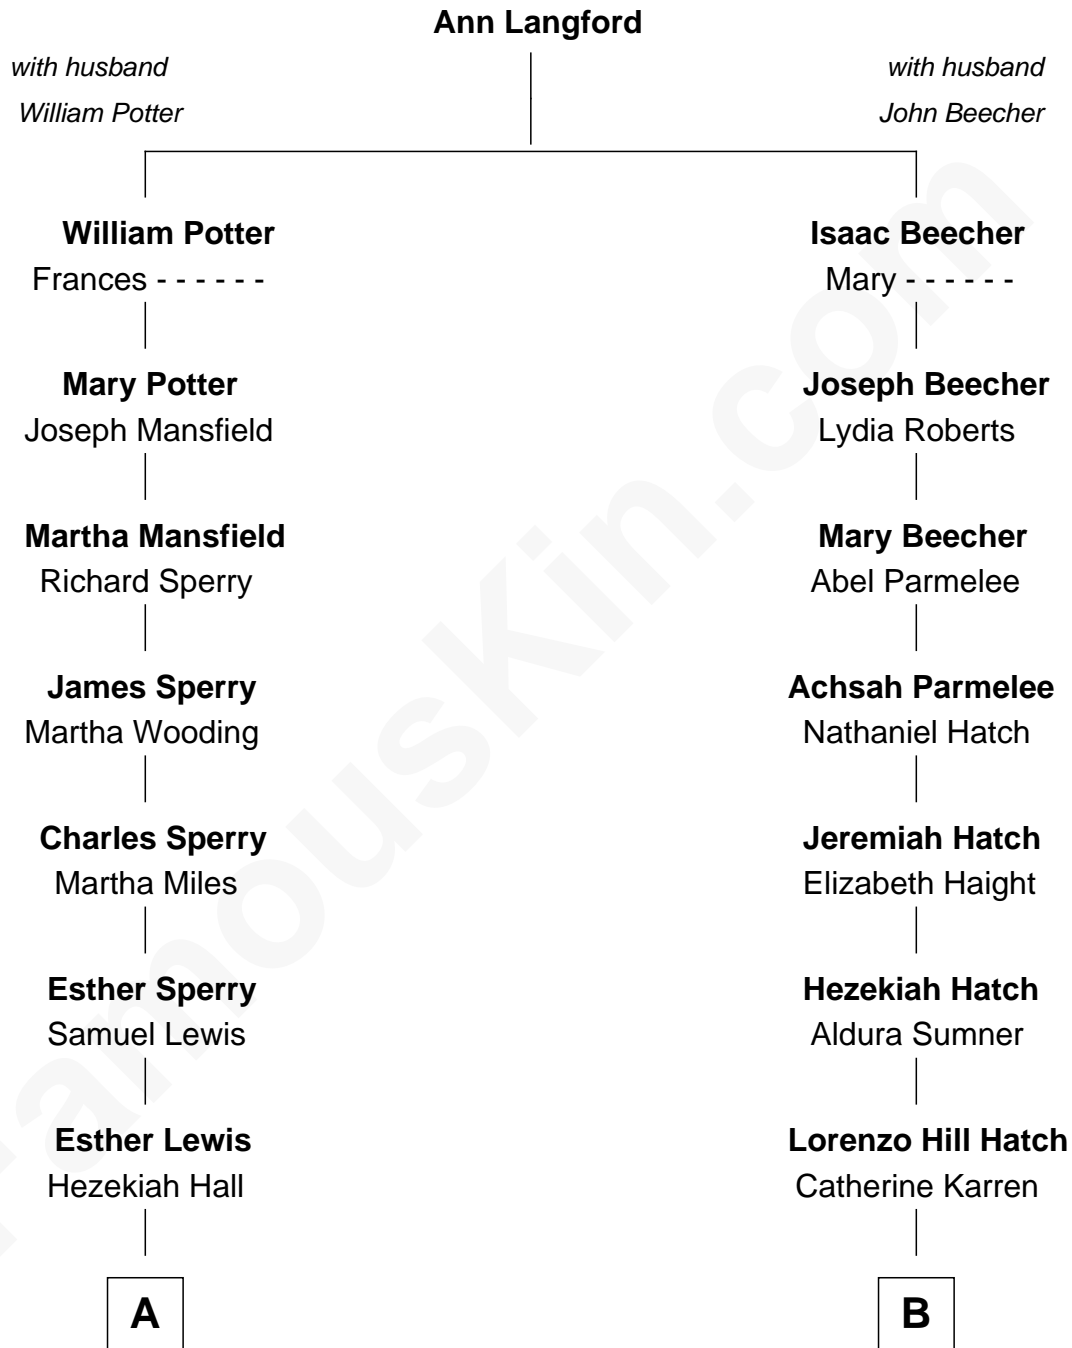 Ann Langford
with husband
William Potter
with husband
John Beecher
William Potter
Frances - - - - - -
Isaac Beecher
Mary - - - - - -
Mary Potter
Joseph Mansfield
Joseph Beecher
Lydia Roberts
Martha Mansfield
Richard Sperry
Mary Beecher
Abel Parmelee
James Sperry
Martha Wooding
Achsah Parmelee
Nathaniel Hatch
Charles Sperry
Martha Miles
Jeremiah Hatch
Elizabeth Haight
Esther Sperry
Samuel Lewis
Hezekiah Hatch
Aldura Sumner
Esther Lewis
Hezekiah Hall
Lorenzo Hill Hatch
Catherine Karren
A
B
FamousKin.com